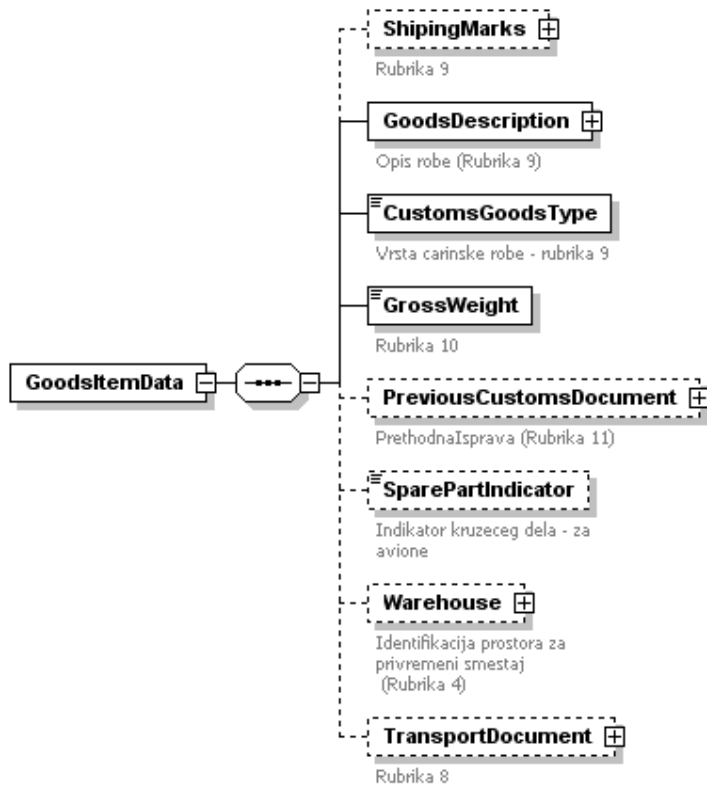 ShipingMarks
Rubrika 9
GoodsDescription
Opis robe (Rubrika 9)
CustomsGoodsType
Vrsta carinske robe - rubrika 9
GrossWeight
Rubrika 10
GoodsItemData
PreviousCustomsDocument
PrethodnaIsprava (Rubrika 11)
SparePartIndicator
Indikator kruzeceg dela - za
avione
Warehouse
Identifikacija prostora za
privremeni smestaj
(Rubrika 4)
TransportDocument
Rubrika 8